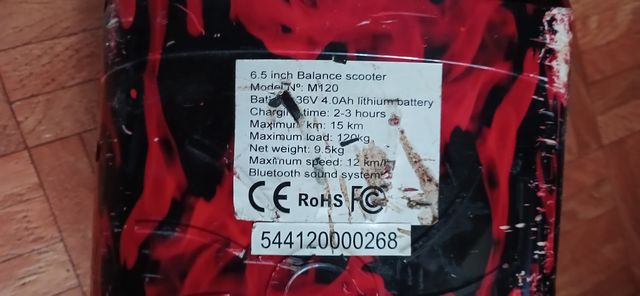 6.5 inch Balance scooter
Model Nº: M120
36V 4.0Ah lithium battery
Charging time: 2-3 hours
Maximum km: 15 km
Maximum load: 120kg
Net weight: 9.5kg
Maximum speed: 12 km/
Bluetooth sound system
CE RoHS FC
544120000268